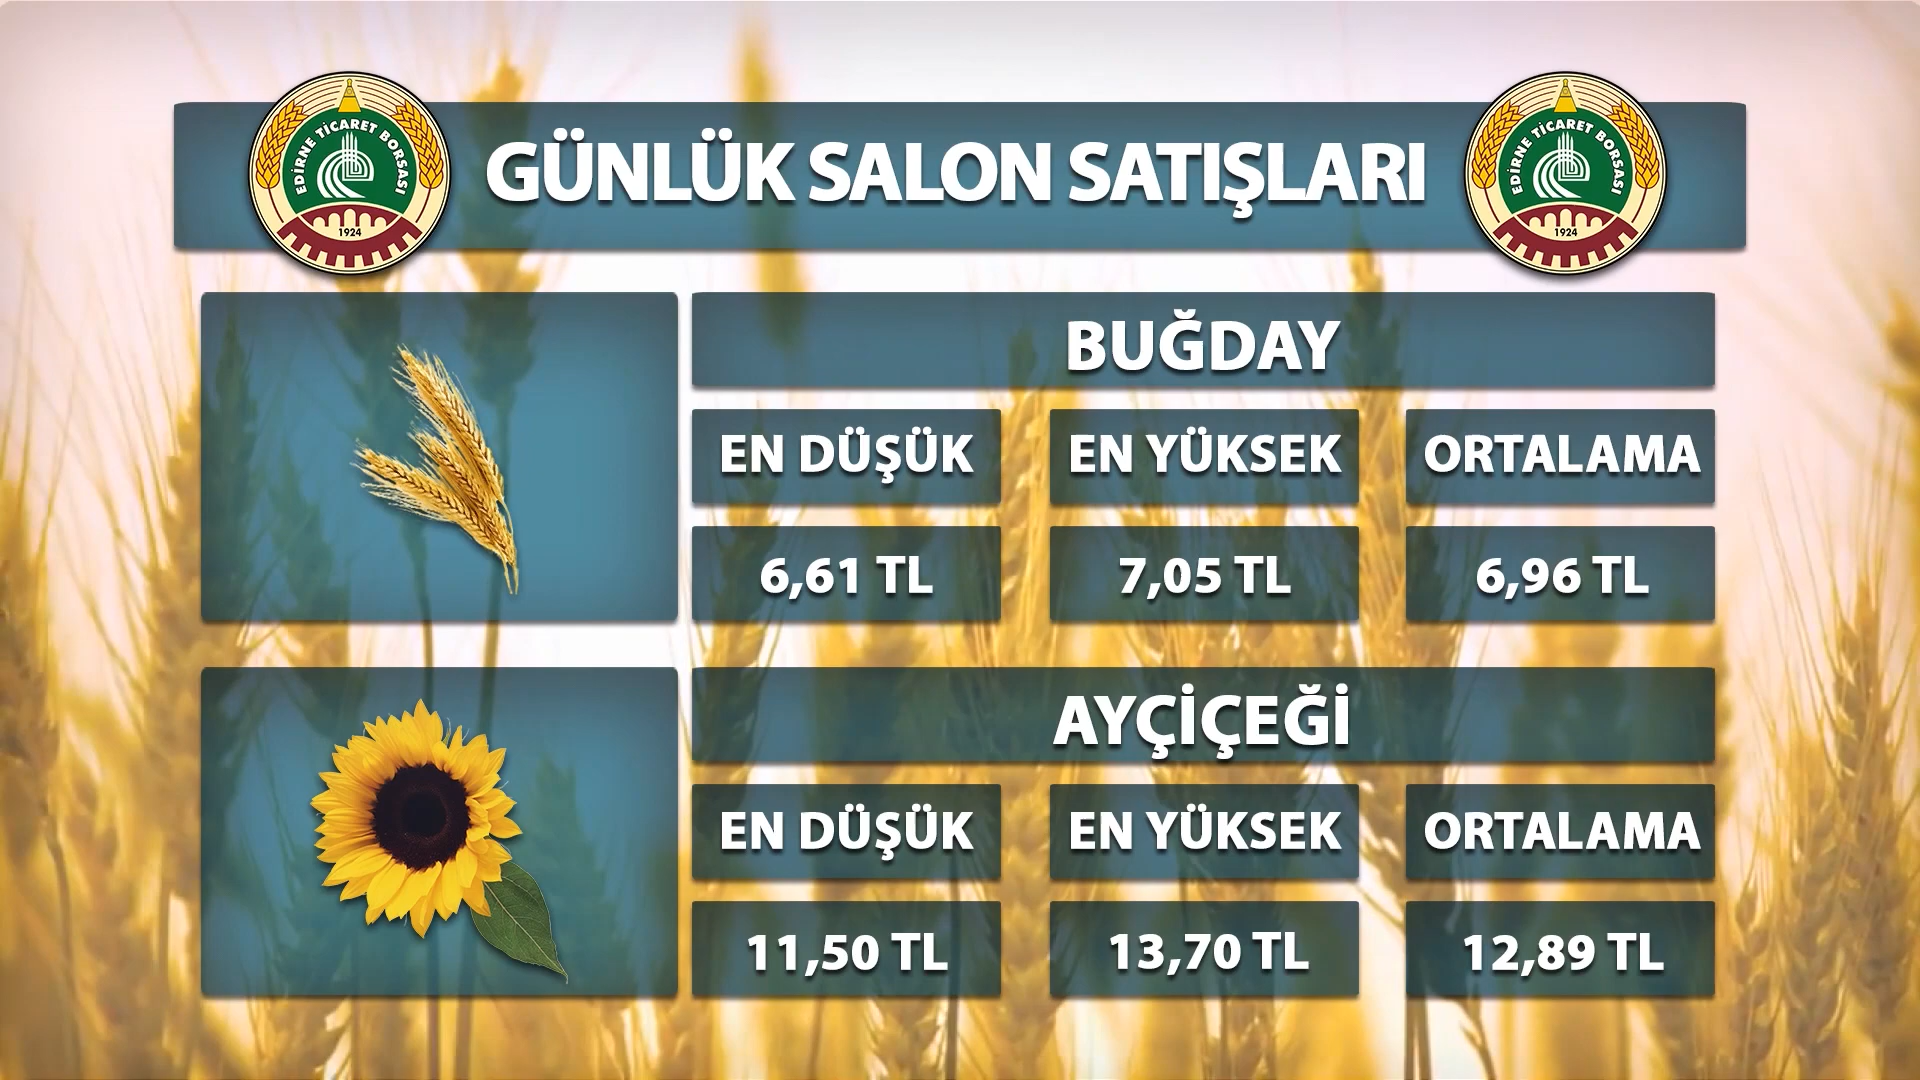 EDİRNE TİCARET BORSASI
1924
GÜNLÜK SALON SATIŞLARI
EDİRNE TİCARET BORSASI
1924
BUĞDAY
EN DÜŞÜK EN YÜKSEK ORTALAMA
6,61 TL 7,05 TL 6,96 TL
AYÇİÇEĞİ
EN DÜŞÜK EN YÜKSEK ORTALAMA
11,50 TL 13,70 TL 12,89 TL